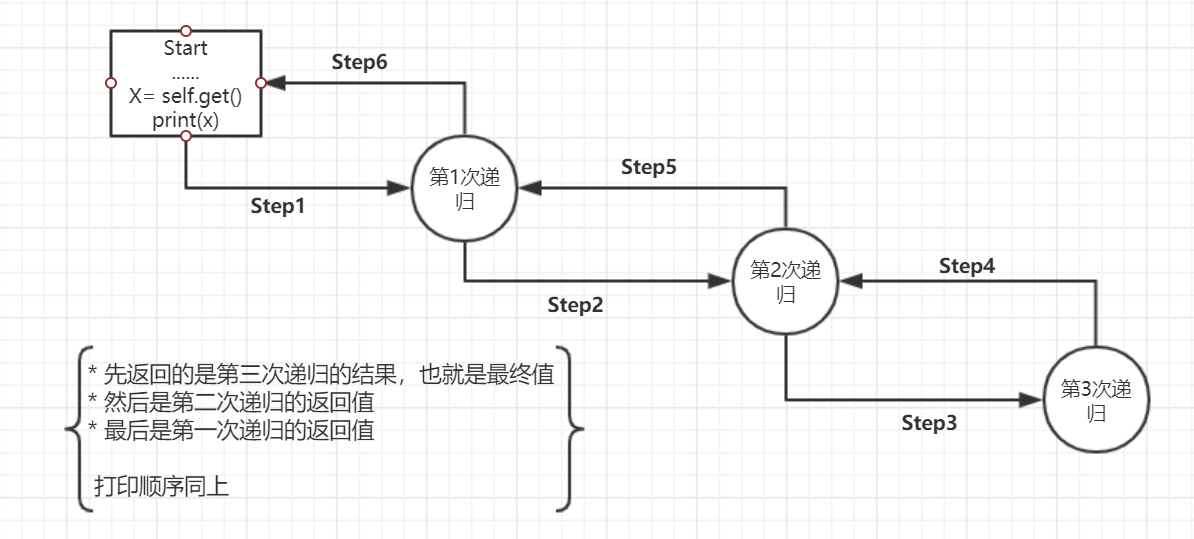 Start
......
X= self.get()
print(x)
Step6
Step1
第1次递
归
Step5
Step2
第2次递
归
Step4
Step3
第3次递
归
* 先返回的是第三次递归的结果，也就是最终值
* 然后是第二次递归的返回值
* 最后是第一次递归的返回值
打印顺序同上